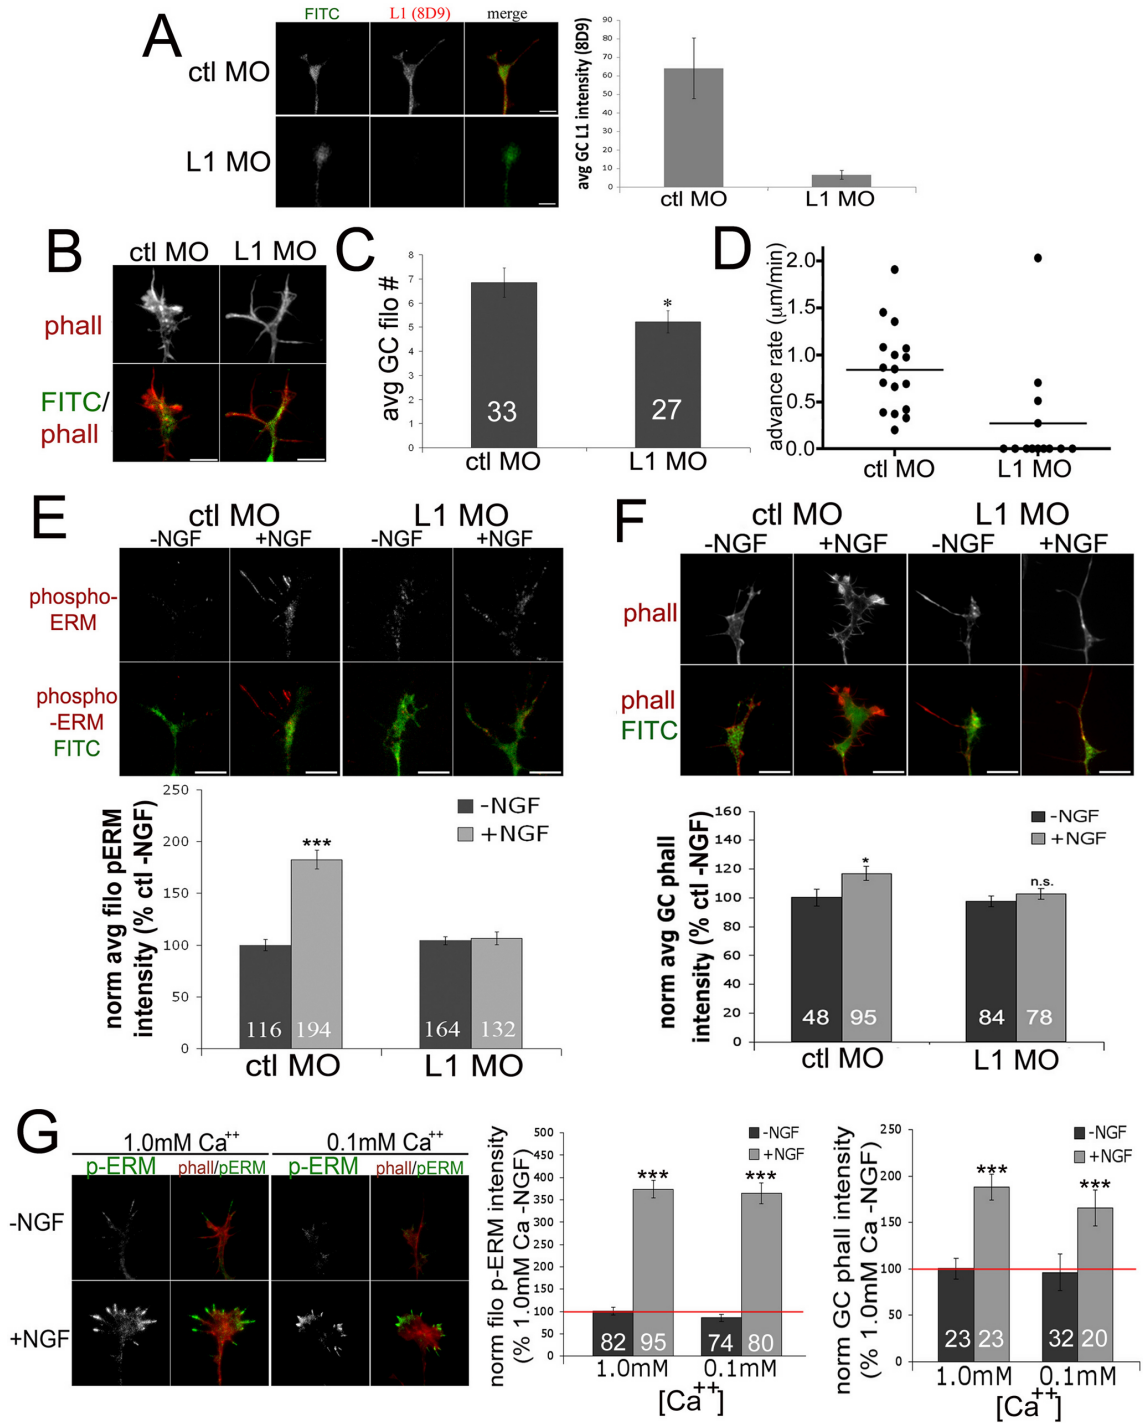 A
FITC
L1 (8D9)
merge
ctl MO
L1 MO
avg GC L1 intensity (8D9)
90
80
70
60
50
40
30
20
10
0
ctl MO
L1 MO
B
ctl MO
L1 MO
phall
FITC/
phall
C
avg GC filo #
8
7
6
5
4
3
2
1
0
*
33
27
ctl MO
L1 MO
D
advance rate (μm/min)
2.0
1.5
1.0
0.5
0.0
ctl MO
L1 MO
E
ctl MO
L1 MO
-NGF
+NGF
-NGF
+NGF
phospho-
ERM
phospho
-ERM
FITC
norm avg filo pERM
intensity (% ctl -NGF)
250
200
150
100
50
0
-NGF
+NGF
***
116
194
164
132
ctl MO
L1 MO
F
ctl MO
L1 MO
-NGF
+NGF
-NGF
+NGF
phall
phall
FITC
norm avg GC phall
intensity (% ctl -NGF)
160
140
120
100
80
60
40
20
0
-NGF
+NGF
*
n.s.
48
95
84
78
ctl MO
L1 MO
G
1.0mM Ca++
0.1mM Ca++
p-ERM
phall/pERM
p-ERM
phall/pERM
-NGF
+NGF
norm filo p-ERM intensity
(% 1.0mM Ca -NGF)
500
450
400
350
300
250
200
150
100
50
0
-NGF
+NGF
***
***
82
95
74
80
1.0mM
0.1mM
[Ca++]
norm GC phall intensity
(% 1.0mM Ca -NGF)
250
200
150
100
50
0
-NGF
+NGF
***
***
23
23
32
20
1.0mM
0.1mM
[Ca++]